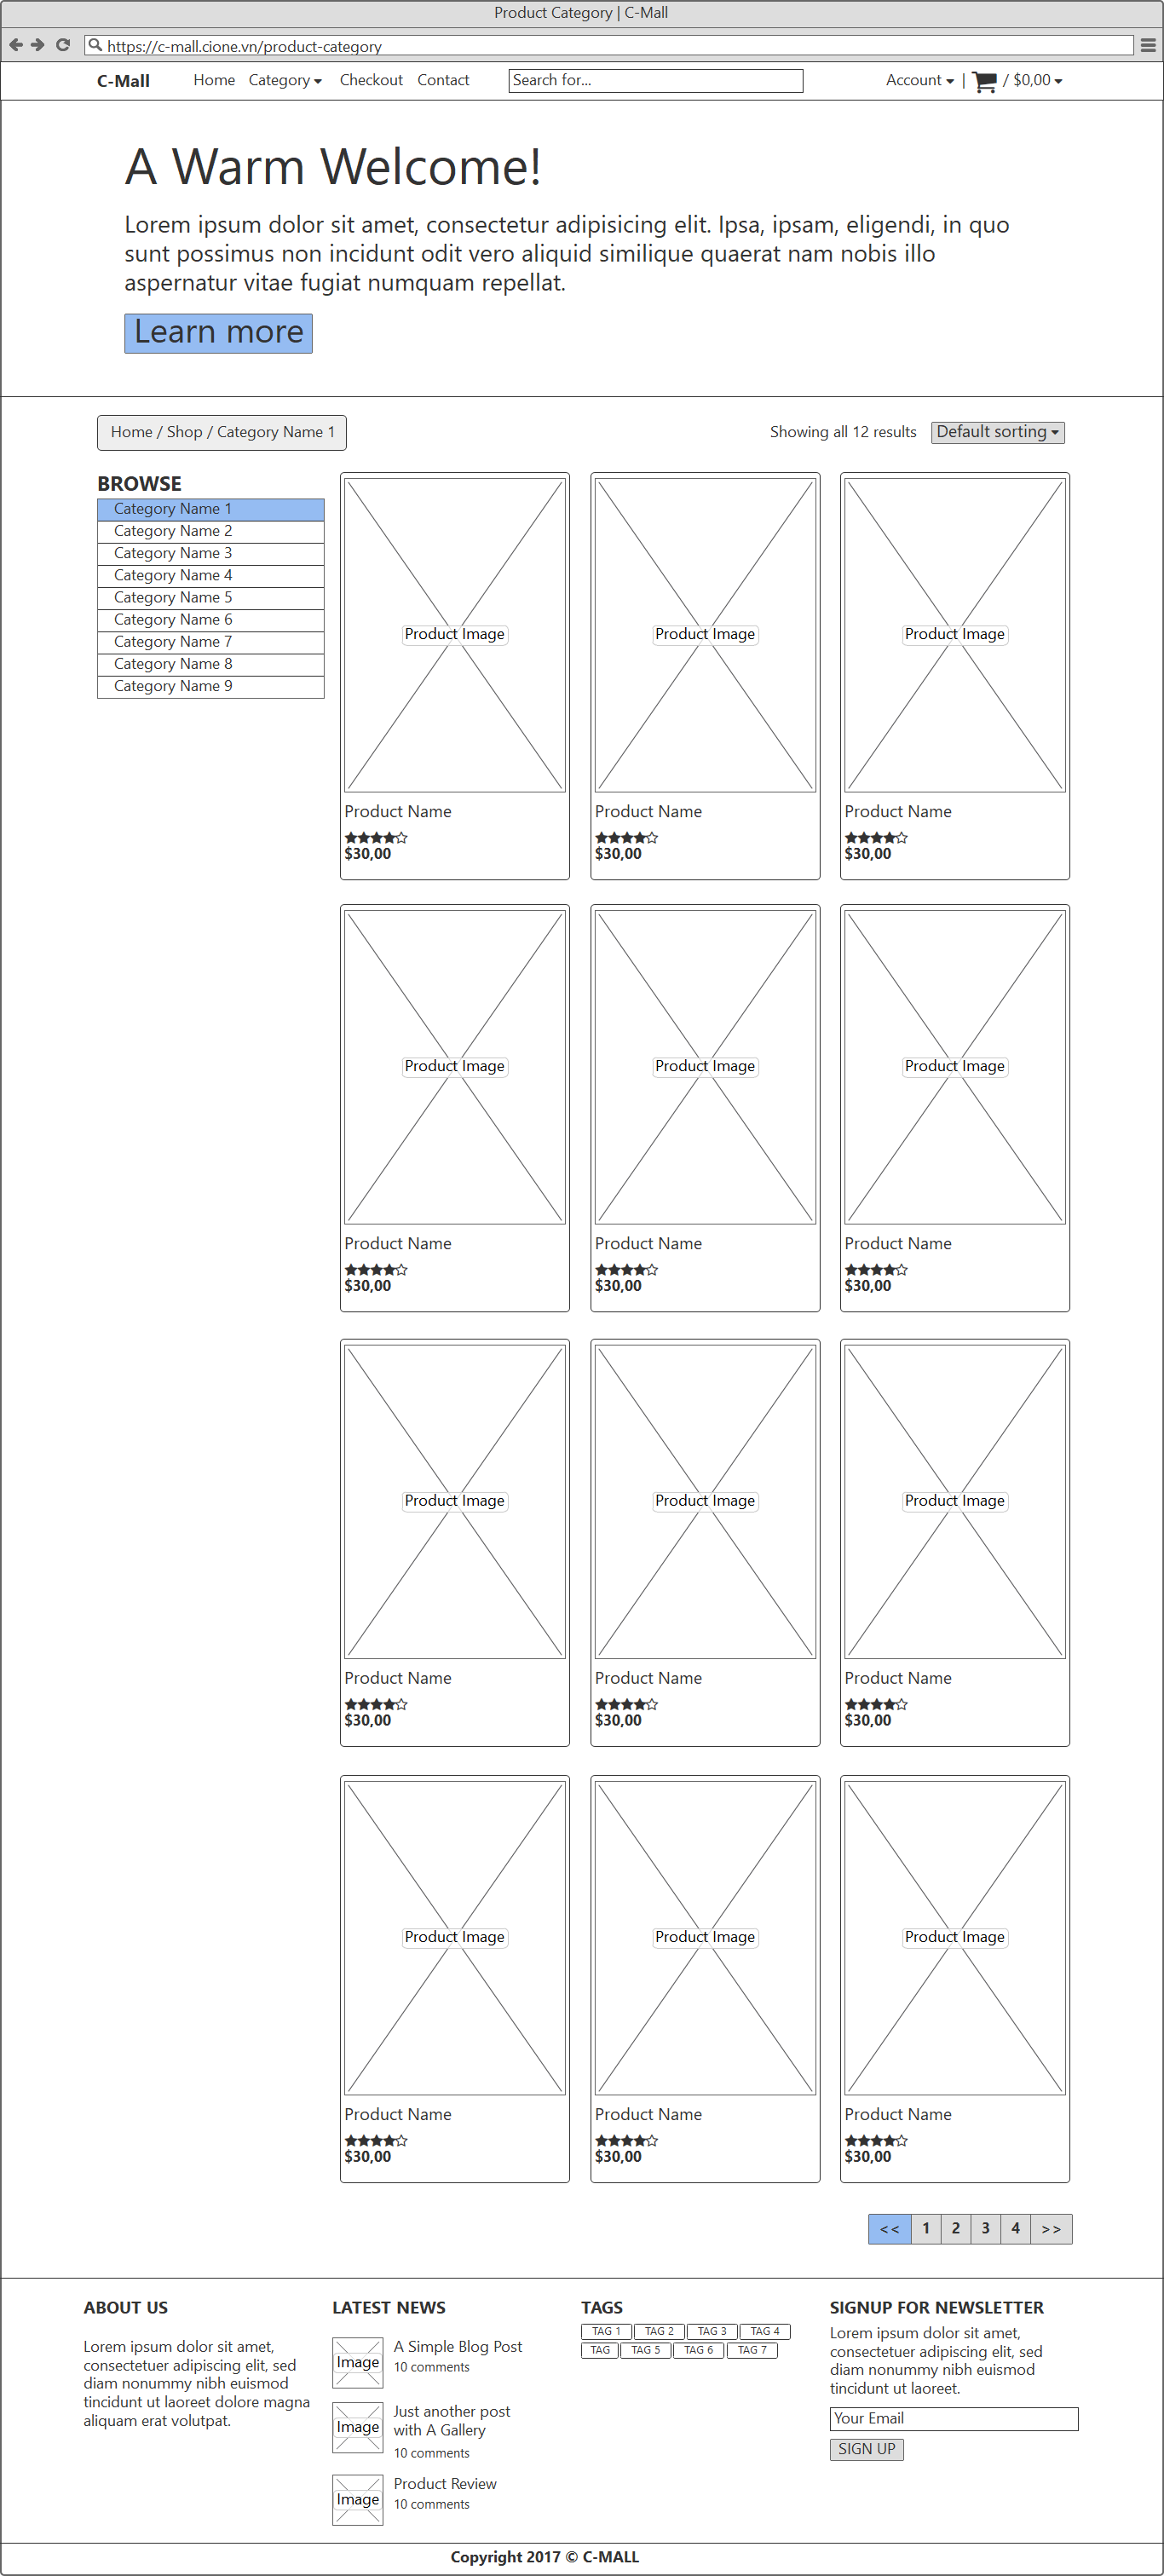 Product Category | C-Mall
https://c-mall.cione.vn/product-category
C-Mall Home Category Checkout Contact Search for... Account | / $0,00
A Warm Welcome!
Lorem ipsum dolor sit amet, consectetur adipisicing elit. Ipsa, ipsam, eligendi, in quo
sunt possimus non incidunt odit vero aliquid similique quaerat nam nobis illo
aspernatur vitae fugiat numquam repellat.
Learn more
Home / Shop / Category Name 1
Showing all 12 results Default sorting
BROWSE
Category Name 1
Category Name 2
Category Name 3
Category Name 4
Category Name 5
Category Name 6
Category Name 7
Category Name 8
Category Name 9
Product Image Product Image Product Image
Product Name Product Name Product Name
$30,00 $30,00 $30,00
Product Image Product Image Product Image
Product Name Product Name Product Name
$30,00 $30,00 $30,00
Product Image Product Image Product Image
Product Name Product Name Product Name
$30,00 $30,00 $30,00
Product Image Product Image Product Image
Product Name Product Name Product Name
$30,00 $30,00 $30,00
<< 1 2 3 4 >>
ABOUT US
Lorem ipsum dolor sit amet,
consectetuer adipiscing elit, sed
diam nonummy nibh euismod
tincidunt ut laoreet dolore magna
aliquam erat volutpat.
LATEST NEWS
Image
A Simple Blog Post
10 comments
Image
Just another post
with A Gallery
10 comments
Image
Product Review
10 comments
TAGS
TAG 1 TAG 2 TAG 3 TAG 4
TAG TAG 5 TAG 6 TAG 7
SIGNUP FOR NEWSLETTER
Lorem ipsum dolor sit amet,
consectetuer adipiscing elit, sed
diam nonummy nibh euismod
tincidunt ut laoreet.
Your Email
SIGN UP
Copyright 2017 © C-MALL